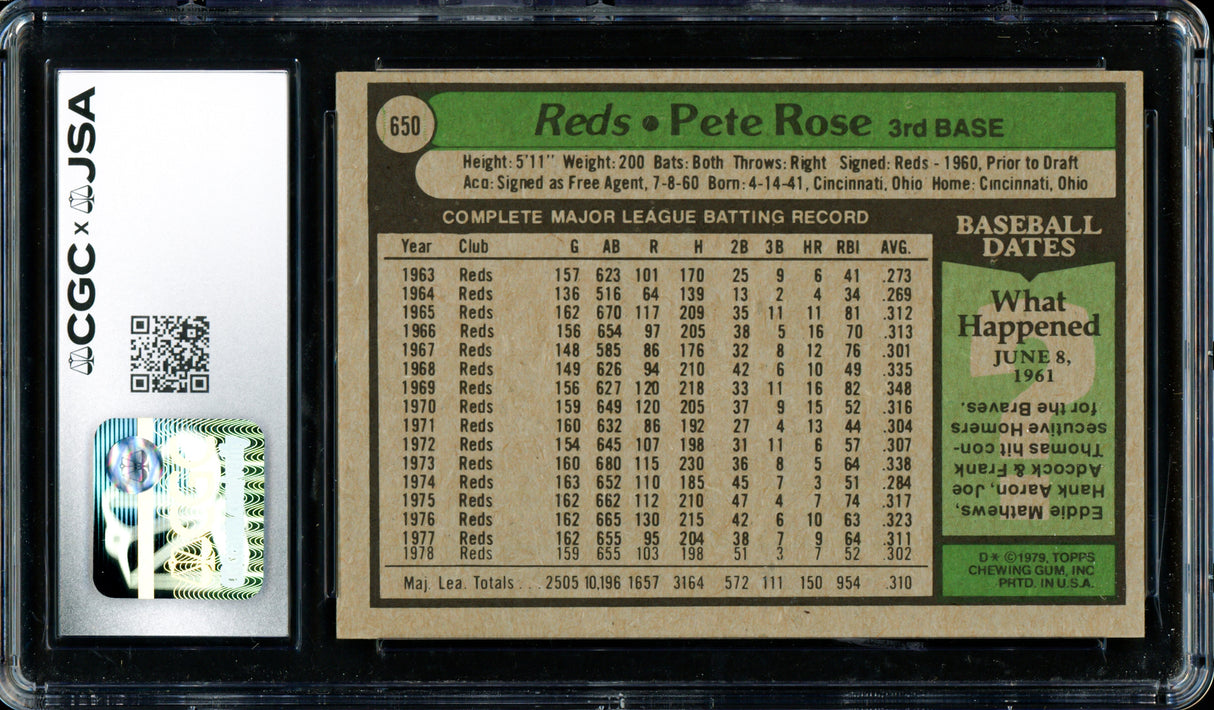 CGC x JSA
650
Reds • Pete Rose 3rd BASE
Height: 5'11" Weight: 200 Bats: Both Throws: Right Signed: Reds - 1960, Prior to Draft
Acq: Signed as Free Agent, 7-8-60 Born: 4-14-41, Cincinnati, Ohio Home: Cincinnati, Ohio
COMPLETE MAJOR LEAGUE BATTING RECORD
Year Club G AB R H 2B 3B HR RBI AVG.
1963 Reds 157 623 101 170 25 9 6 41 .273
1964 Reds 136 516 64 139 13 2 4 34 .269
1965 Reds 162 670 117 209 35 11 11 81 .312
1966 Reds 156 654 97 205 38 5 16 70 .313
1967 Reds 148 585 86 176 32 8 12 76 .301
1968 Reds 149 626 94 210 42 6 10 49 .335
1969 Reds 156 627 120 218 33 11 16 82 .348
1970 Reds 159 649 120 205 37 9 15 52 .316
1971 Reds 160 632 86 192 27 4 13 44 .304
1972 Reds 154 645 107 198 31 11 6 57 .307
1973 Reds 160 680 115 230 36 8 5 64 .338
1974 Reds 163 652 110 185 45 7 3 51 .284
1975 Reds 162 662 112 210 47 4 7 74 .317
1976 Reds 162 665 130 215 42 6 10 63 .323
1977 Reds 162 655 95 204 38 7 9 64 .311
1978 Reds 159 655 103 198 51 3 7 52 .302
Maj. Lea. Totals . . . 2505 10,196 1657 3164 572 111 150 954 .310
BASEBALL
DATES
What
Happened
JUNE 8,
1961
?
Eddie Mathews,
Hank Aaron, Joe
Adcock & Frank
Thomas hit con-
secutive Homers
for the Braves.
D* ©1979, TOPPS
CHEWING GUM, INC
PRTD. IN U.S.A.